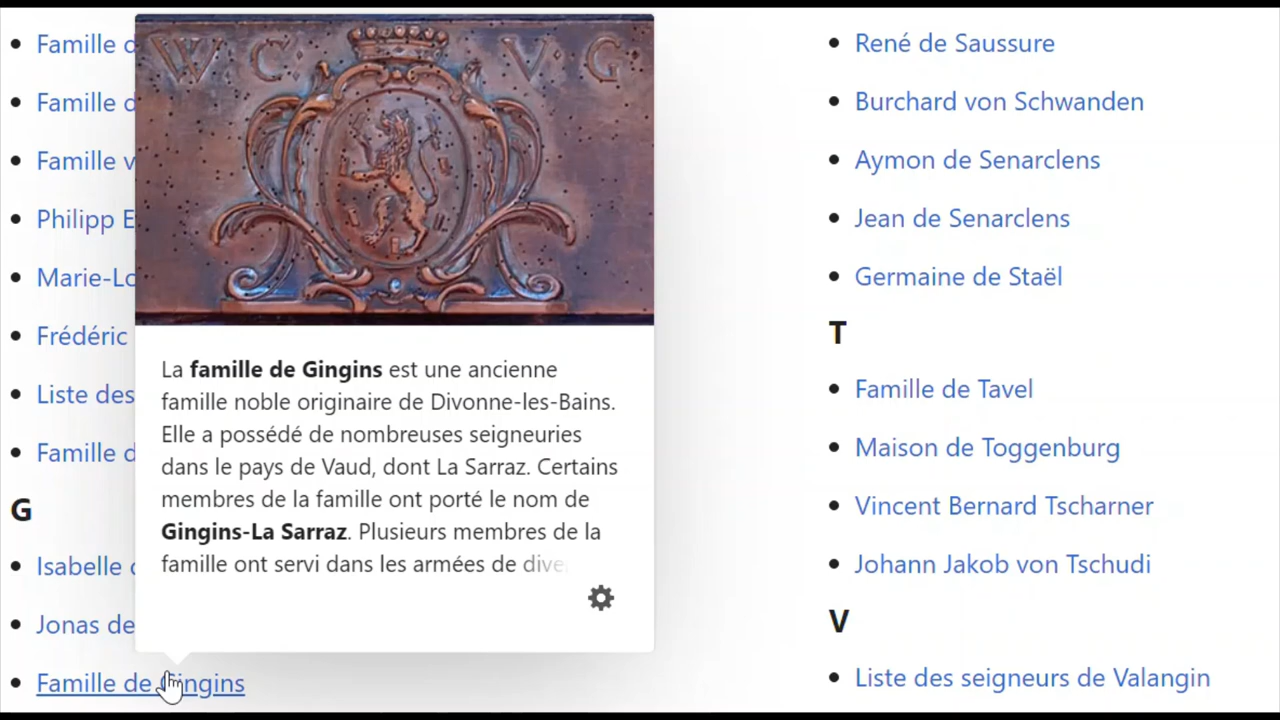 Famille d
Famille d
Famille v
Philipp E
Marie-Lo
Frédéric
Liste des
Famille d
G
Isabelle d
Jonas de
Famille de Gingins
W. C. V. G.
La famille de Gingins est une ancienne
famille noble originaire de Divonne-les-Bains.
Elle a possédé de nombreuses seigneuries
dans le pays de Vaud, dont La Sarraz. Certains
membres de la famille ont porté le nom de
Gingins-La Sarraz. Plusieurs membres de la
famille ont servi dans les armées de dive
René de Saussure
Burchard von Schwanden
Aymon de Senarclens
Jean de Senarclens
Germaine de Staël
T
Famille de Tavel
Maison de Toggenburg
Vincent Bernard Tscharner
Johann Jakob von Tschudi
V
Liste des seigneurs de Valangin